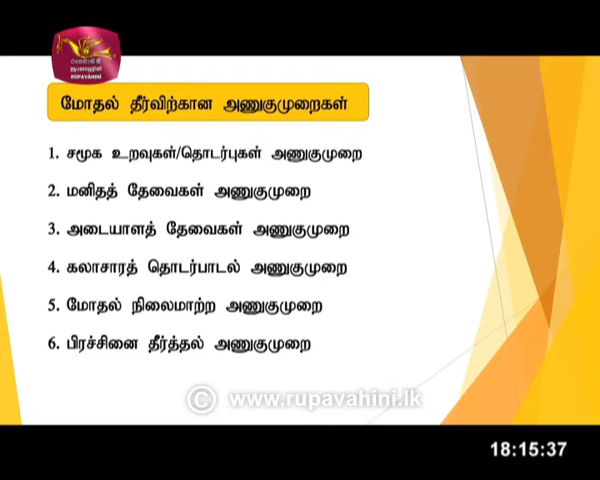 RUPAVAHINI
மோதல் தீர்விற்கான அணுகுமுறைகள்
1. சமூக உறவுகள்/தொடர்புகள் அணுகுமுறை
2. மனிதத் தேவைகள் அணுகுமுறை
3. அடையாளத் தேவைகள் அணுகுமுறை
4. கலாசாரத் தொடர்பாடல் அணுகுமுறை
5. மோதல் நிலைமாற்ற அணுகுமுறை
6. பிரச்சினை தீர்த்தல் அணுகுமுறை
© www.rupavahini.lk
18:15:37